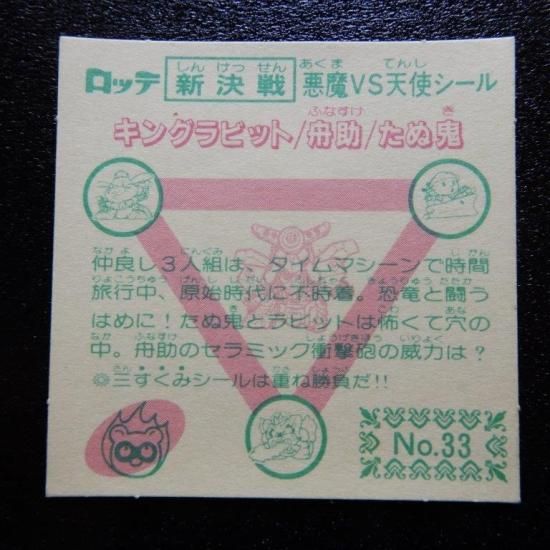 ロッテ 新決戦 悪魔VS天使シール
キングラビット/舟助/たぬ鬼
仲良し3人組は、タイムマシーンで時間
旅行中、原始時代に不時着。恐竜と闘う
はめに!たぬ鬼とラビットは怖くて穴の
中。舟助のセラミック衝撃砲の威力は?
◎三すくみシールは重ね勝負だ!!
No.33